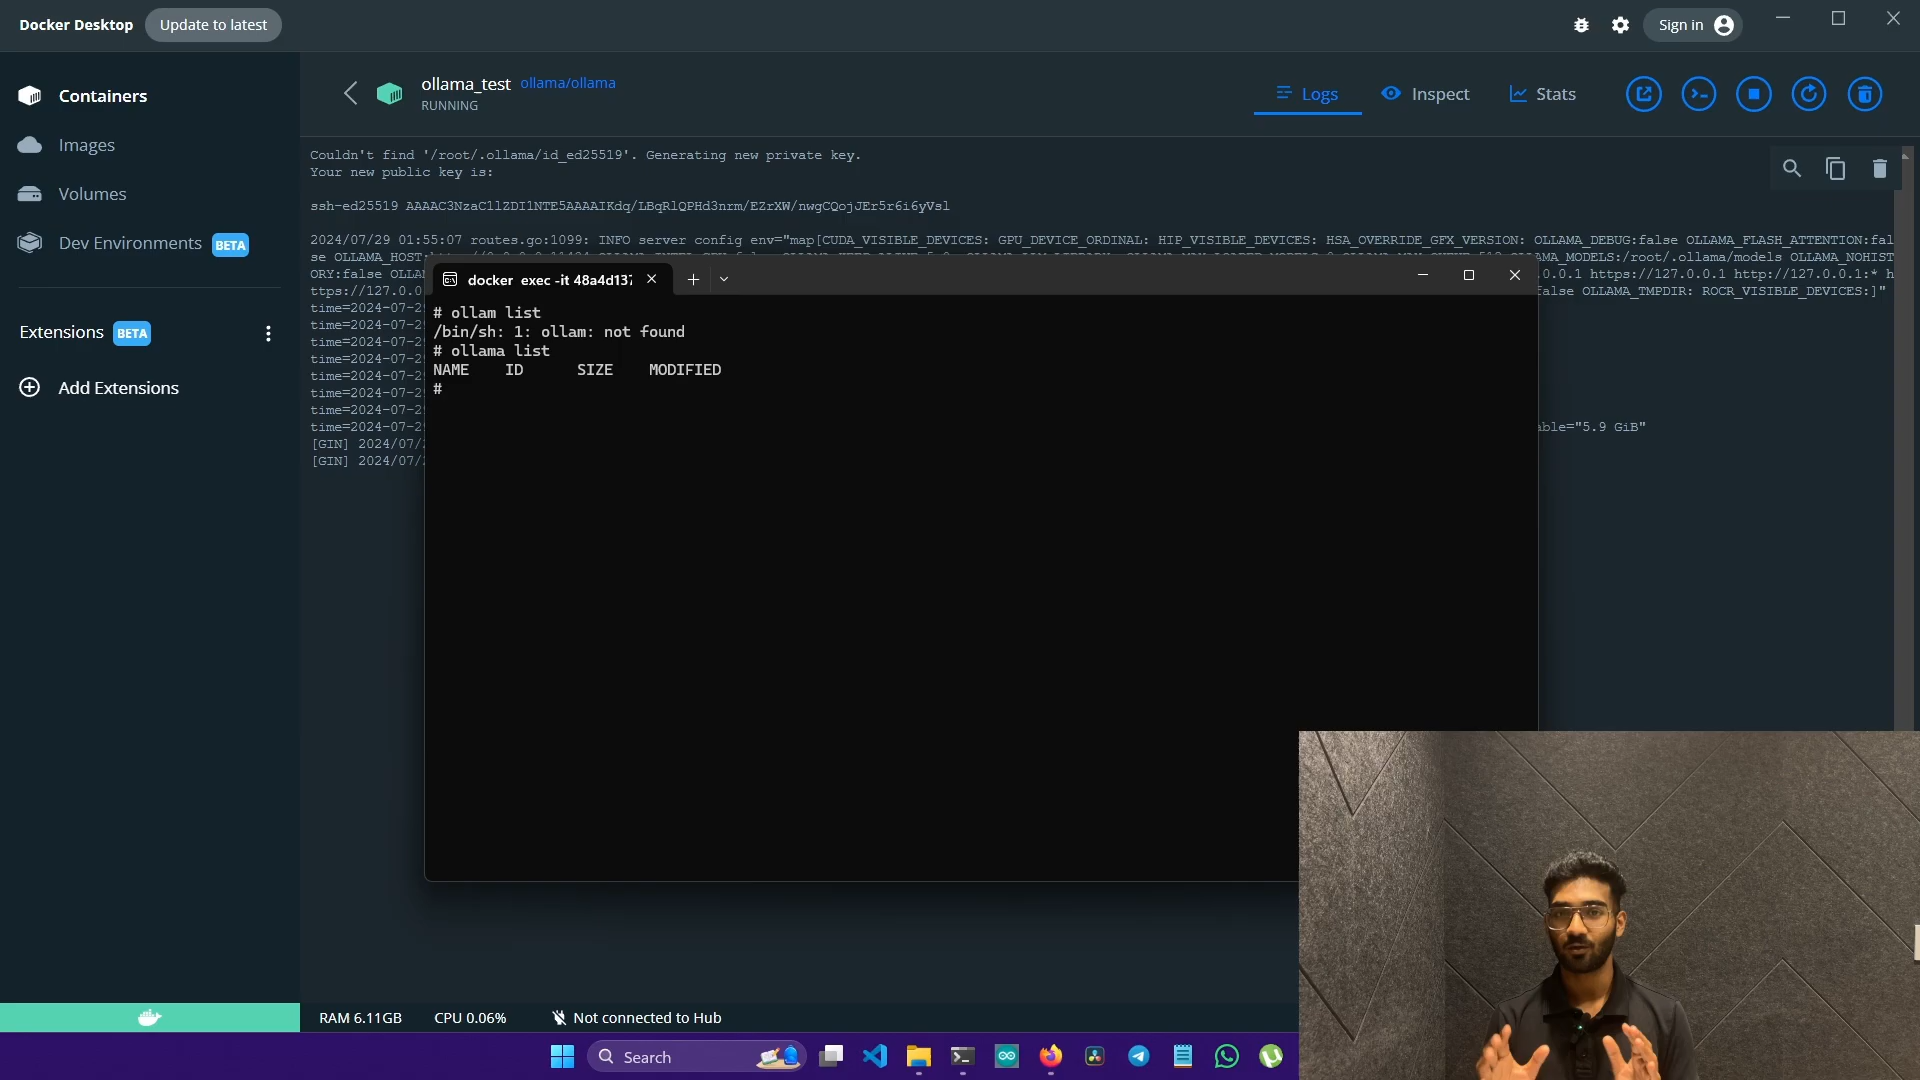 Docker Desktop Update to latest Sign in
Containers
Images
Volumes
Dev Environments BETA
Extensions BETA
Add Extensions
ollama_test ollama/ollama
RUNNING
Logs Inspect Stats
Couldn't find '/root/.ollama/id_ed25519'. Generating new private key.
Your new public key is:
ssh-ed25519 AAAAC3NzaC1lZDI1NTE5AAAAIKdq/LBqRlQPHd3nrm/EZrXW/nwgCQojJEr5r6i6yVsl
2024/07/29 01:55:07 routes.go:1099: INFO server config env="map[CUDA_VISIBLE_DEVICES: GPU_DEVICE_ORDINAL: HIP_VISIBLE_DEVICES: HSA_OVERRIDE_GFX_VERSION: OLLAMA_DEBUG:false OLLAMA_FLASH_ATTENTION:fal
se OLLAMA_HOST: OLLAMA_MODELS:/root/.ollama/models OLLAMA_NOHIST
ORY:false OLLAM .0.0.1 https://127.0.0.1 http://127.0.0.1:* h
ttps://127.0.0 false OLLAMA_TMPDIR: ROCR_VISIBLE_DEVICES:]"
time=2024-07-2
time=2024-07-2
time=2024-07-2
time=2024-07-2
time=2024-07-2
time=2024-07-2
time=2024-07-2
time=2024-07-2 able="5.9 GiB"
[GIN] 2024/07/
[GIN] 2024/07/
docker exec -it 48a4d137
# ollam list
/bin/sh: 1: ollam: not found
# ollama list
NAME ID SIZE MODIFIED
#
RAM 6.11GB CPU 0.06% Not connected to Hub
Search